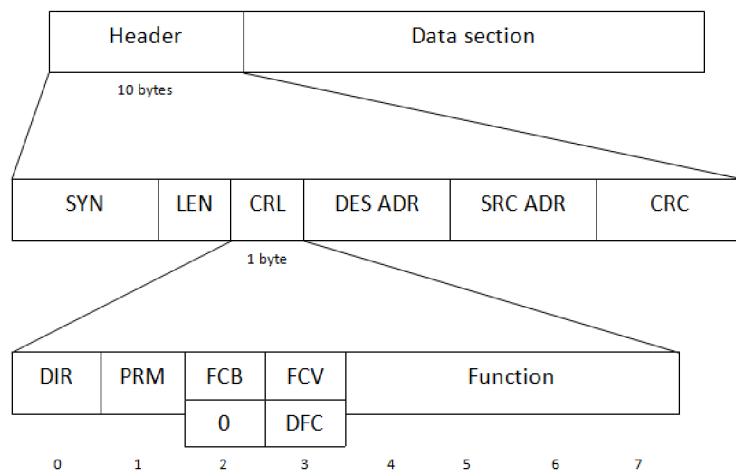 Header Data section
10 bytes
SYN LEN CRL DES ADR SRC ADR CRC
1 byte
DIR PRM FCB FCV Function
0 DFC
0 1 2 3 4 5 6 7